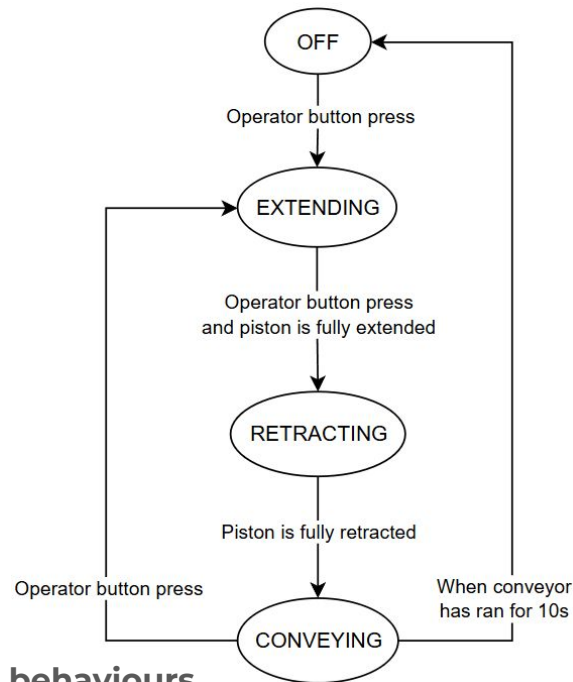 OFF
Operator button press
EXTENDING
Operator button press
and piston is fully extended
RETRACTING
Piston is fully retracted
Operator button press
When conveyor
has ran for 10s
CONVEYING
behaviours